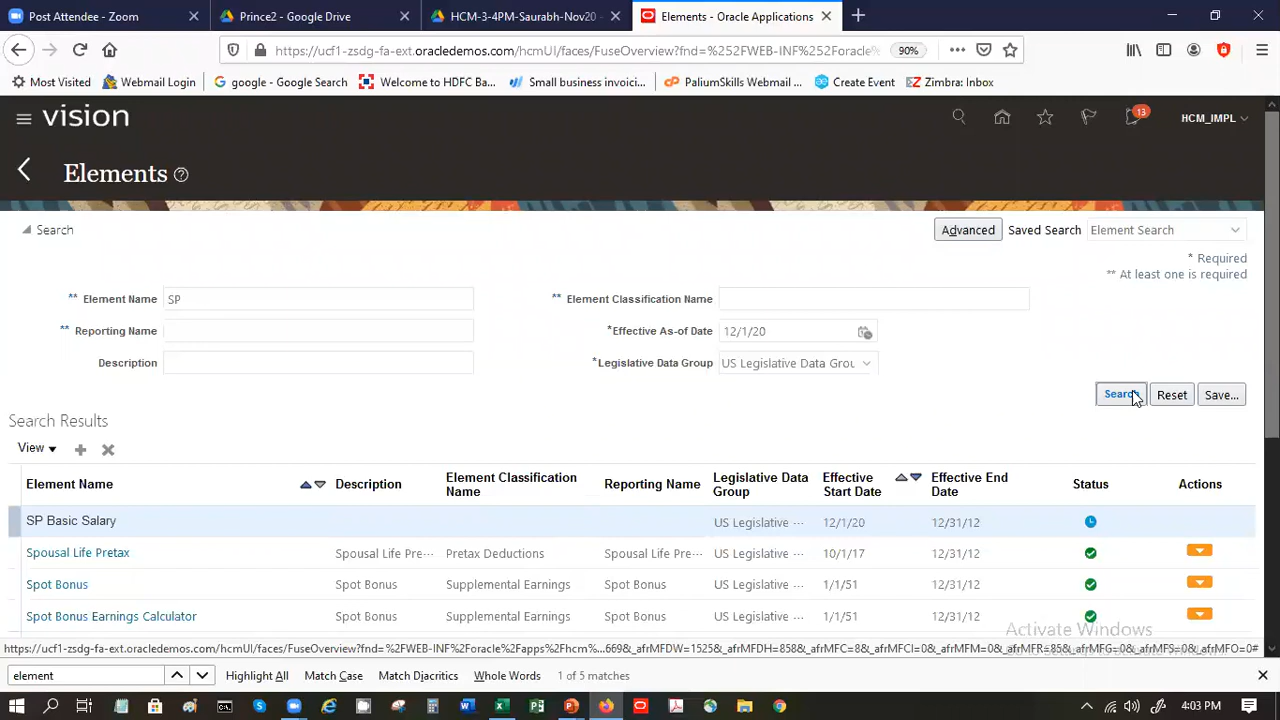 Post Attendee - Zoom
Prince2 - Google Drive
HCM-3-4PM-Saurabh-Nov20 -
Elements - Oracle Applications
https://ucf1-zsdg-fa-ext.oracledemos.com/hcmUI/faces/FuseOverview?fnd=%252FWEB-INF%252Foracle%
90%
Most Visited
Webmail Login
google - Google Search
Welcome to HDFC Ba...
Small business invoici...
PaliumSkills Webmail ...
Create Event
Zimbra: Inbox
vision
13
HCM_IMPL
Elements
Search
Advanced
Saved Search
Element Search
* Required
** At least one is required
** Element Name
SP
** Element Classification Name
** Reporting Name
*Effective As-of Date
12/1/20
Description
*Legislative Data Group
US Legislative Data Grou
Search
Reset
Save...
Search Results
View
Element Name
Description
Element Classification Name
Reporting Name
Legislative Data Group
Effective Start Date
Effective End Date
Status
Actions
SP Basic Salary
US Legislative ...
12/1/20
12/31/12
Spousal Life Pretax
Spousal Life Pre...
Pretax Deductions
Spousal Life Pre...
US Legislative ...
10/1/17
12/31/12
Spot Bonus
Spot Bonus
Supplemental Earnings
Spot Bonus
US Legislative ...
1/1/51
12/31/12
Spot Bonus Earnings Calculator
Spot Bonus
Supplemental Earnings
Spot Bonus
US Legislative ...
1/1/51
12/31/12
Activate Windows
https://ucf1-zsdg-fa-ext.oracledemos.com/hcmUI/faces/FuseOverview?fnd=%2FWEB-INF%2Foracle%2Fapps%2Fhcm%...669&_afrMFDW=1525&_afrMFDH=858&_afrMFC=8&_afrMFCI=0&_afrMFM=0&_afrMFR=85&_afrMFG=0&_afrMFS=0&_afrMFO=0#
element
Highlight All
Match Case
Match Diacritics
Whole Words
1 of 5 matches
4:03 PM